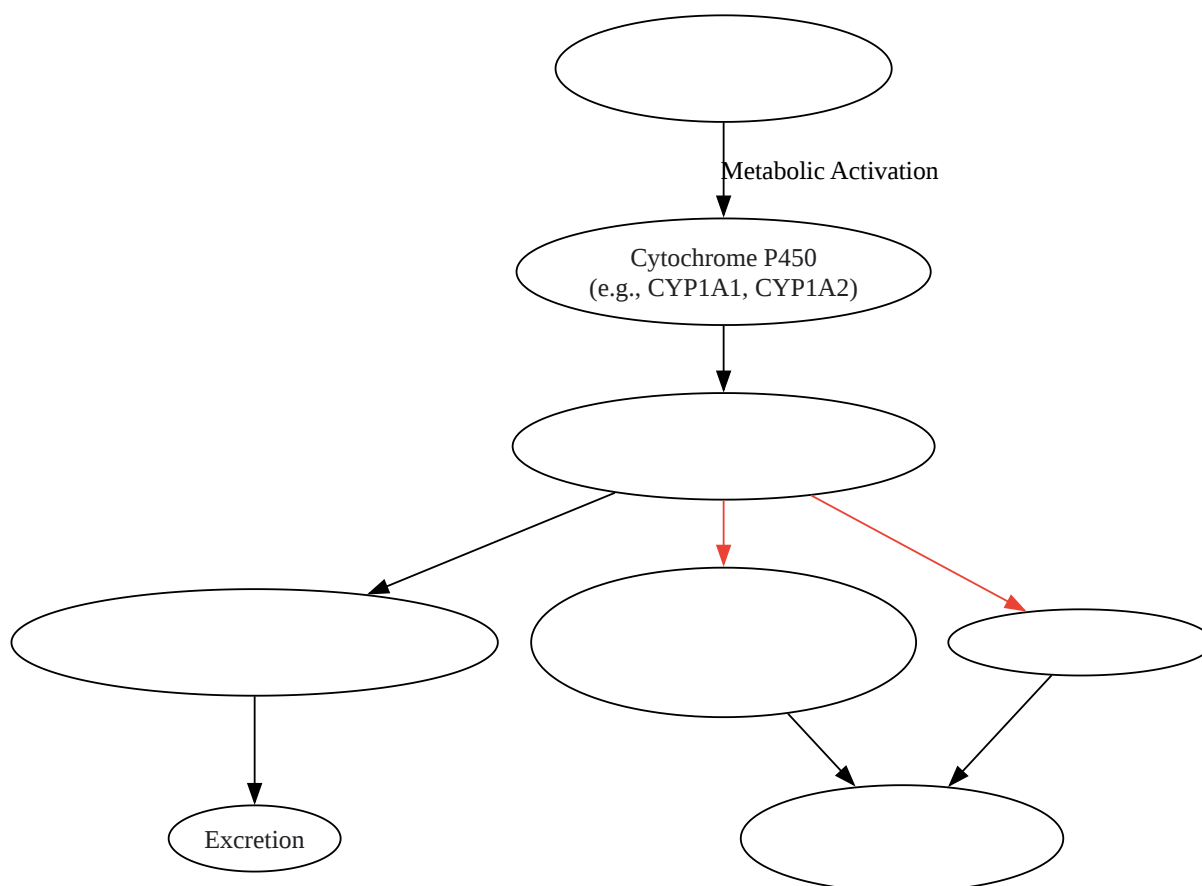 Metabolic Activation
Cytochrome P450
(e.g., CYP1A1, CYP1A2)
Excretion